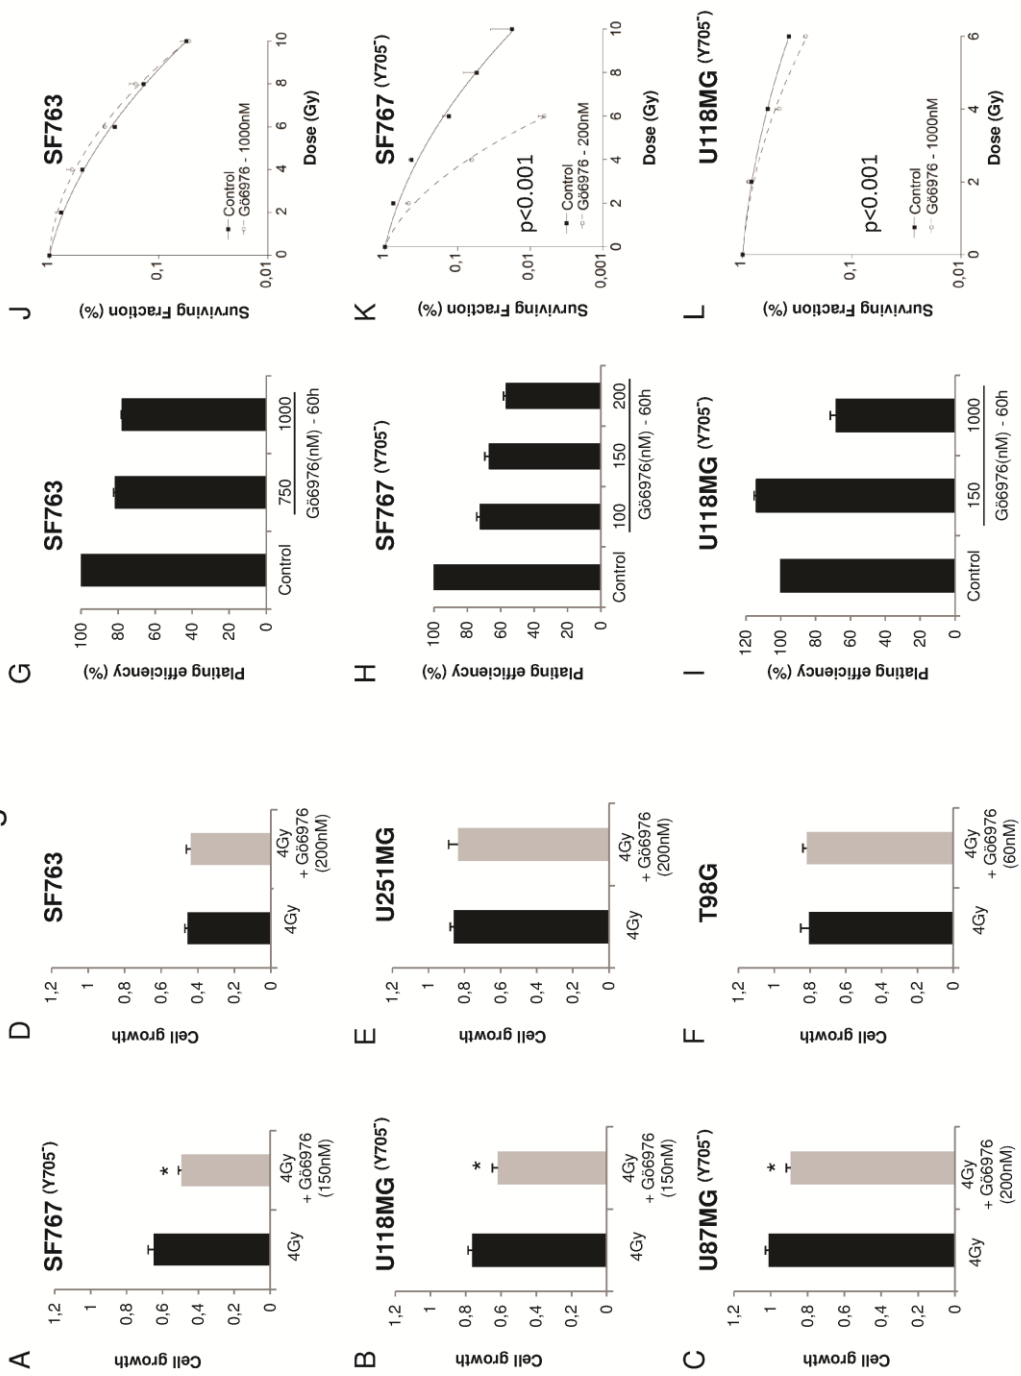 A
SF767 (Y705-)
Cell growth
1,2
1
0,8
0,6
0,4
0,2
0
*
4Gy
4Gy
+ Gö6976
(150nM)
B
U118MG (Y705-)
Cell growth
1,2
1
0,8
0,6
0,4
0,2
0
*
4Gy
4Gy
+ Gö6976
(150nM)
C
U87MG (Y705-)
Cell growth
1,2
1
0,8
0,6
0,4
0,2
0
*
4Gy
4Gy
+ Gö6976
(200nM)
D
SF763
Cell growth
1,2
1
0,8
0,6
0,4
0,2
0
4Gy
4Gy
+ Gö6976
(200nM)
E
U251MG
Cell growth
1,2
1
0,8
0,6
0,4
0,2
0
4Gy
4Gy
+ Gö6976
(200nM)
F
T98G
Cell growth
1,2
1
0,8
0,6
0,4
0,2
0
4Gy
4Gy
+ Gö6976
(60nM)
G
SF763
Plating efficiency (%)
100
80
60
40
20
0
Control
750
1000
Gö6976(nM) - 60h
H
SF767 (Y705-)
Plating efficiency (%)
100
80
60
40
20
0
Control
100
150
200
Gö6976(nM) - 60h
I
U118MG (Y705-)
Plating efficiency (%)
120
100
80
60
40
20
0
Control
150
1000
Gö6976(nM) - 60h
J
SF763
Surviving Fraction (%)
1
0,1
0,01
Control
Gö6976 - 1000nM
0 2 4 6 8 10
Dose (Gy)
K
SF767 (Y705-)
Surviving Fraction (%)
1
0,1
0,01
0,001
p<0.001
Control
Gö6976 - 200nM
0 2 4 6 8 10
Dose (Gy)
L
U118MG (Y705-)
Surviving Fraction (%)
1
0,1
0,01
p<0.001
Control
Gö6976 - 1000nM
0 2 4 6
Dose (Gy)